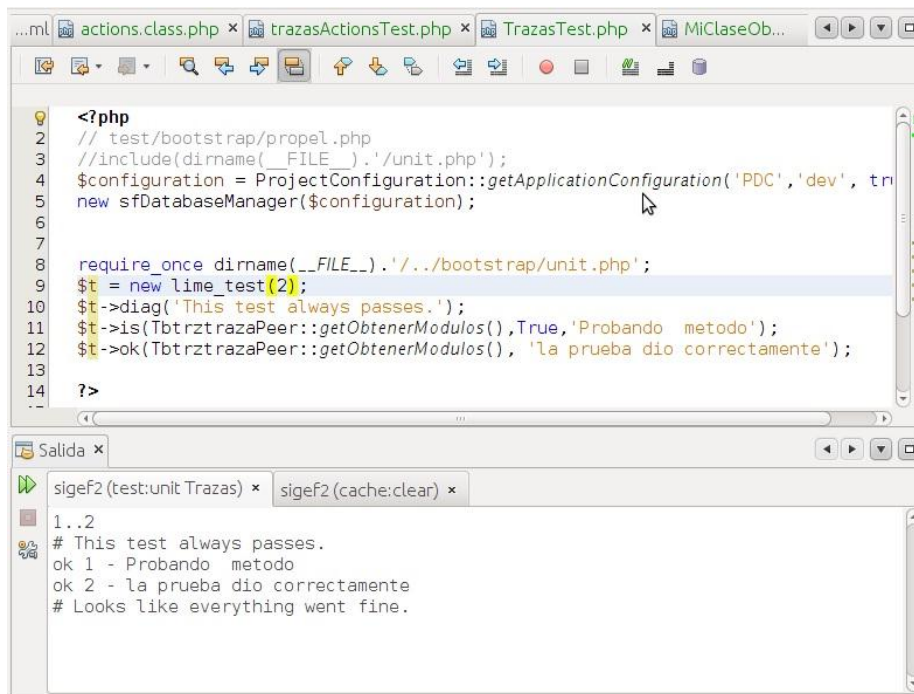 ...ml actions.class.php × trazasActionsTest.php × TrazasTest.php × MiClaseOb...
1 <?php
2 // test/bootstrap/propel.php
3 //include(dirname(__FILE__).'/unit.php');
4 $configuration = ProjectConfiguration::getApplicationConfiguration('PDC','dev', tru
5 new sfDatabaseManager($configuration);
6
7
8 require_once dirname(__FILE__).'/../bootstrap/unit.php';
9 $t = new lime_test(2);
10 $t->diag('This test always passes.');
11 $t->is(TbtrztrazaPeer::getObtenerModulos(),True,'Probando  metodo');
12 $t->ok(TbtrztrazaPeer::getObtenerModulos(), 'la prueba dio correctamente');
13
14 ?>
Salida ×
sigef2 (test:unit Trazas) × sigef2 (cache:clear) ×
1..2
# This test always passes.
ok 1 - Probando  metodo
ok 2 - la prueba dio correctamente
# Looks like everything went fine.